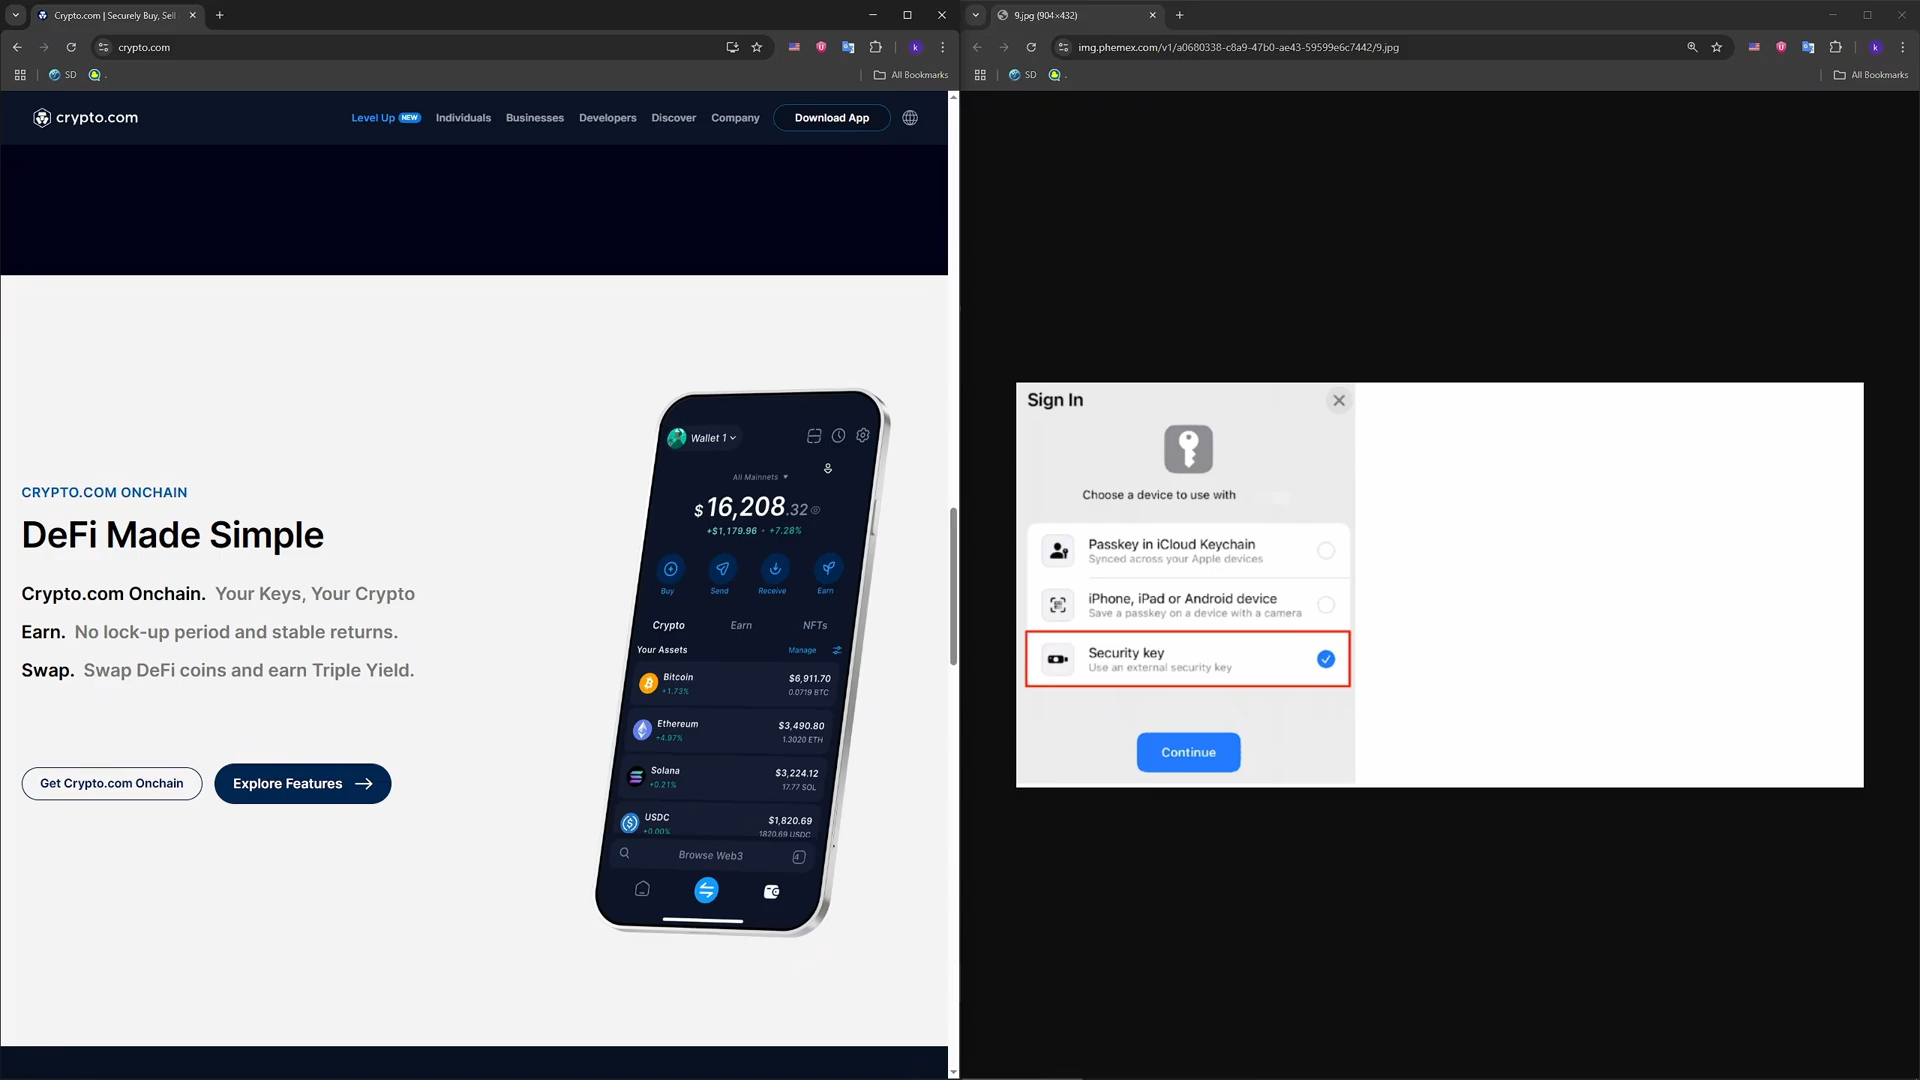 Crypto.com | Securely Buy, Sell
crypto.com
SD
.
All Bookmarks
crypto.com
Level Up NEW
Individuals
Businesses
Developers
Discover
Company
Download App
CRYPTO.COM ONCHAIN
DeFi Made Simple
Crypto.com Onchain. Your Keys, Your Crypto
Earn. No lock-up period and stable returns.
Swap. Swap DeFi coins and earn Triple Yield.
Get Crypto.com Onchain
Explore Features
Wallet 1
All Mainnets
$16,208.32
+$1,179.96 • +7.28%
Buy
Send
Receive
Earn
Crypto
Earn
NFTs
Your Assets
Manage
Bitcoin
$6,911.70
+1.73%
0.0719 BTC
Ethereum
$3,490.80
+4.97%
1.3020 ETH
Solana
$3,224.12
+0.21%
17.77 SOL
USDC
$1,820.69
+0.00%
1820.69 USDC
Browse Web3
4
9.jpg (904×432)
img.phemex.com/v1/a0680338-c8a9-47b0-ae43-59599e6c7442/9.jpg
k
SD
.
All Bookmarks
Sign In
Choose a device to use with
Passkey in iCloud Keychain
Synced across your Apple devices
iPhone, iPad or Android device
Save a passkey on a device with a camera
Security key
Use an external security key
Continue